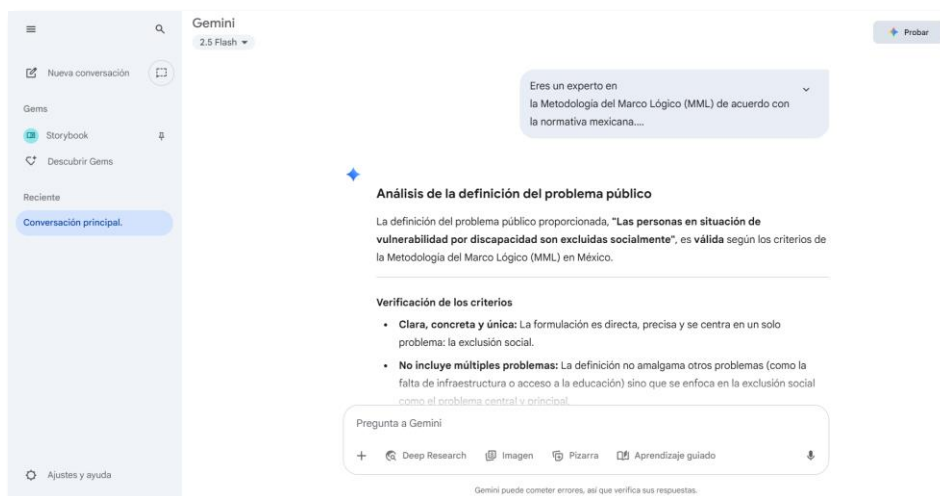 Gemini
2.5 Flash
Probar
Nueva conversación
Gems
Storybook
Descubrir Gems
Reciente
Conversación principal.
Ajustes y ayuda
Eres un experto en
la Metodología del Marco Lógico (MML) de acuerdo con
la normativa mexicana....
Análisis de la definición del problema público
La definición del problema público proporcionada, "Las personas en situación de
vulnerabilidad por discapacidad son excluidas socialmente", es válida según los criterios de
la Metodología del Marco Lógico (MML) en México.
Verificación de los criterios
• Clara, concreta y única: La formulación es directa, precisa y se centra en un solo
problema: la exclusión social.
• No incluye múltiples problemas: La definición no amalgama otros problemas (como la
falta de infraestructura o acceso a la educación) sino que se enfoca en la exclusión social
como el problema central y principal.
Pregunta a Gemini
Deep Research
Imagen
Pizarra
Aprendizaje guiado
Gemini puede cometer errores, así que verifica sus respuestas.